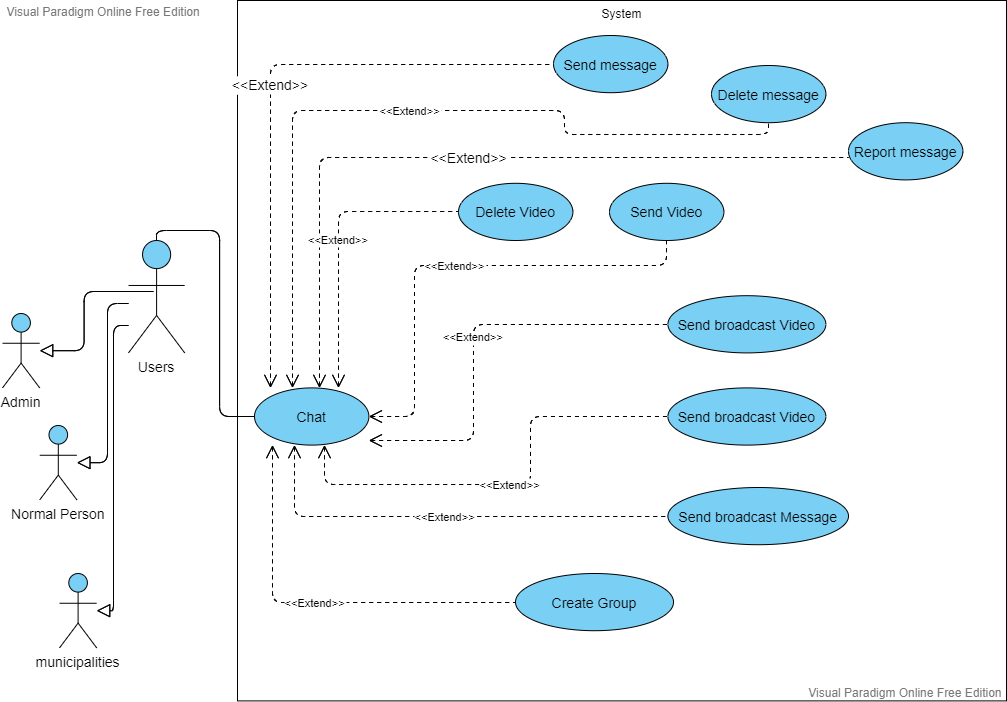 Visual Paradigm Online Free Edition
System
Send message
<<Extend>>
Delete message
<<Extend>>
Report message
<<Extend>>
Delete Video
Send Video
<<Extend>>
<<Extend>>
Send broadcast Video
<<Extend>>
Users
Admin
Chat
Send broadcast Video
<<Extend>>
Normal Person
Send broadcast Message
<<Extend>>
Create Group
<<Extend>>
municipalities
Visual Paradigm Online Free Edition